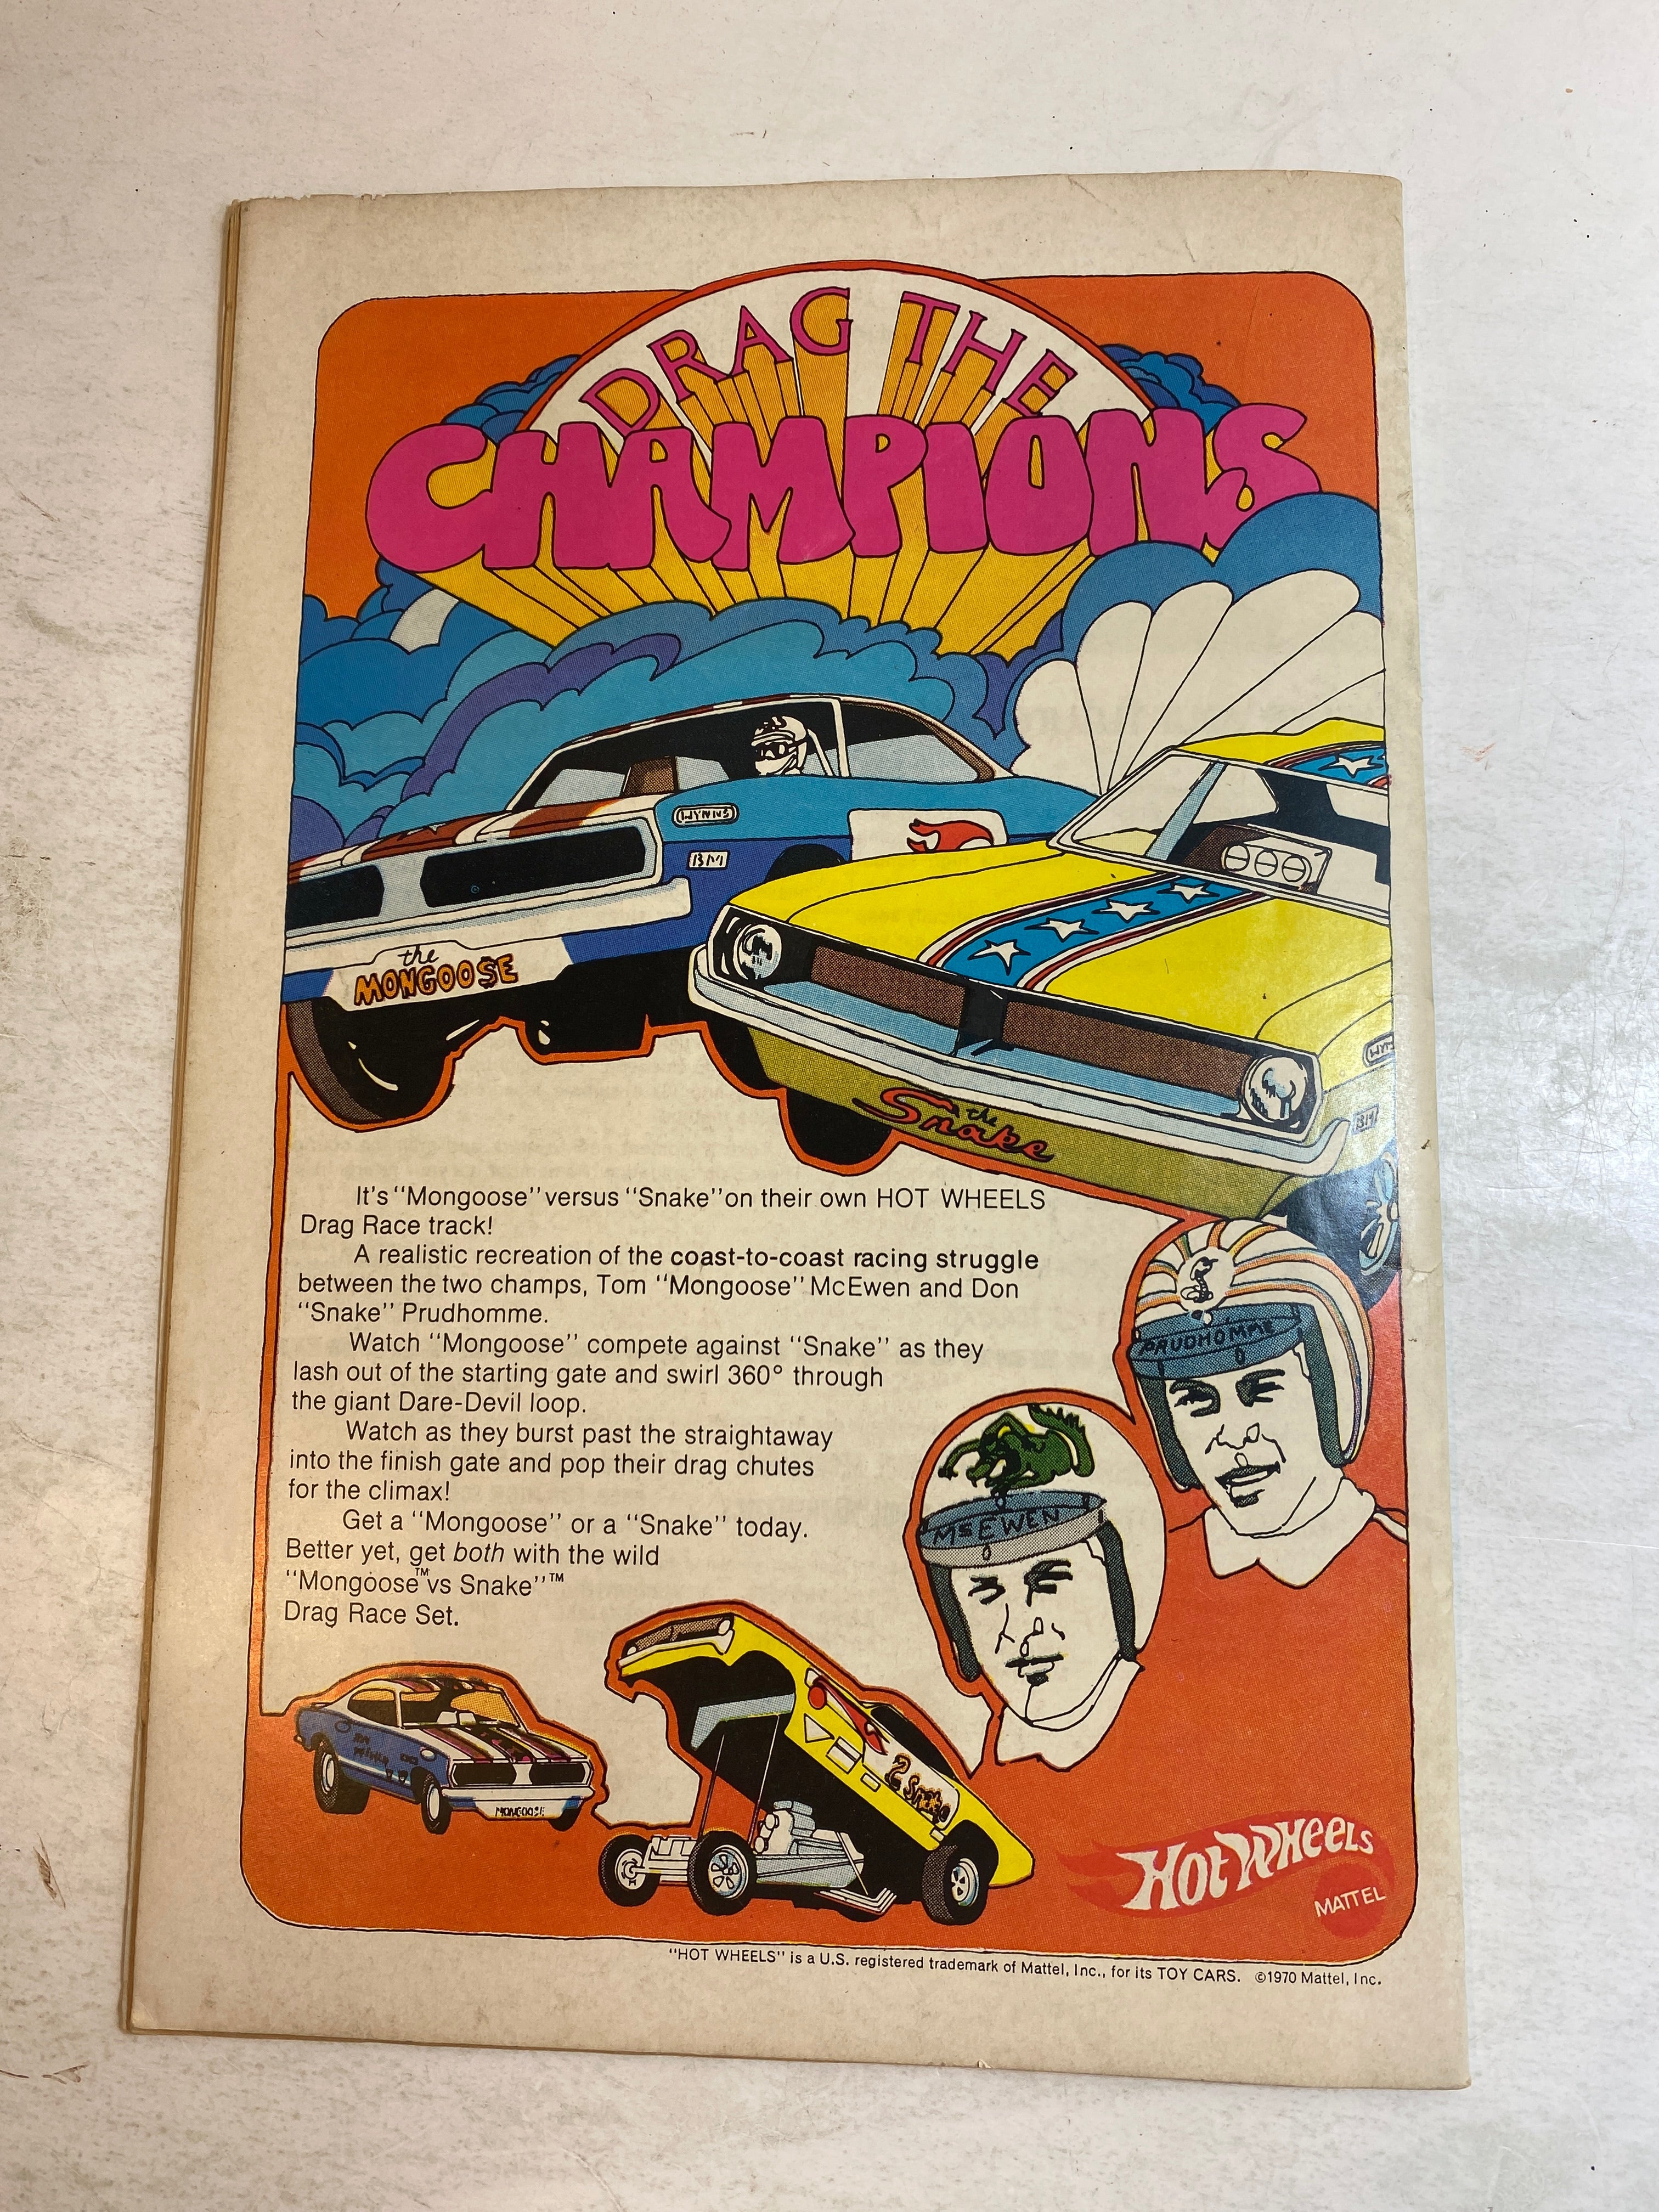 DRAG THE
CHAMPIONS
WYNNS
BM
the
MONGOOSE
WYN
BM
the
Snake
It's "Mongoose" versus "Snake" on their own HOT WHEELS
Drag Race track!
A realistic recreation of the coast-to-coast racing struggle
between the two champs, Tom "Mongoose" McEwen and Don
"Snake" Prudhomme.
Watch "Mongoose" compete against "Snake" as they
lash out of the starting gate and swirl 360° through
the giant Dare-Devil loop.
Watch as they burst past the straightaway
into the finish gate and pop their drag chutes
for the climax!
Get a "Mongoose" or a "Snake" today.
Better yet, get both with the wild
"Mongoose™ vs Snake"™
Drag Race Set.
PRUDHOMME
McEWEN
MONGOOSE
2 Snake
Hot Wheels
MATTEL
"HOT WHEELS" is a U.S. registered trademark of Mattel, Inc., for its TOY CARS. ©1970 Mattel, Inc.